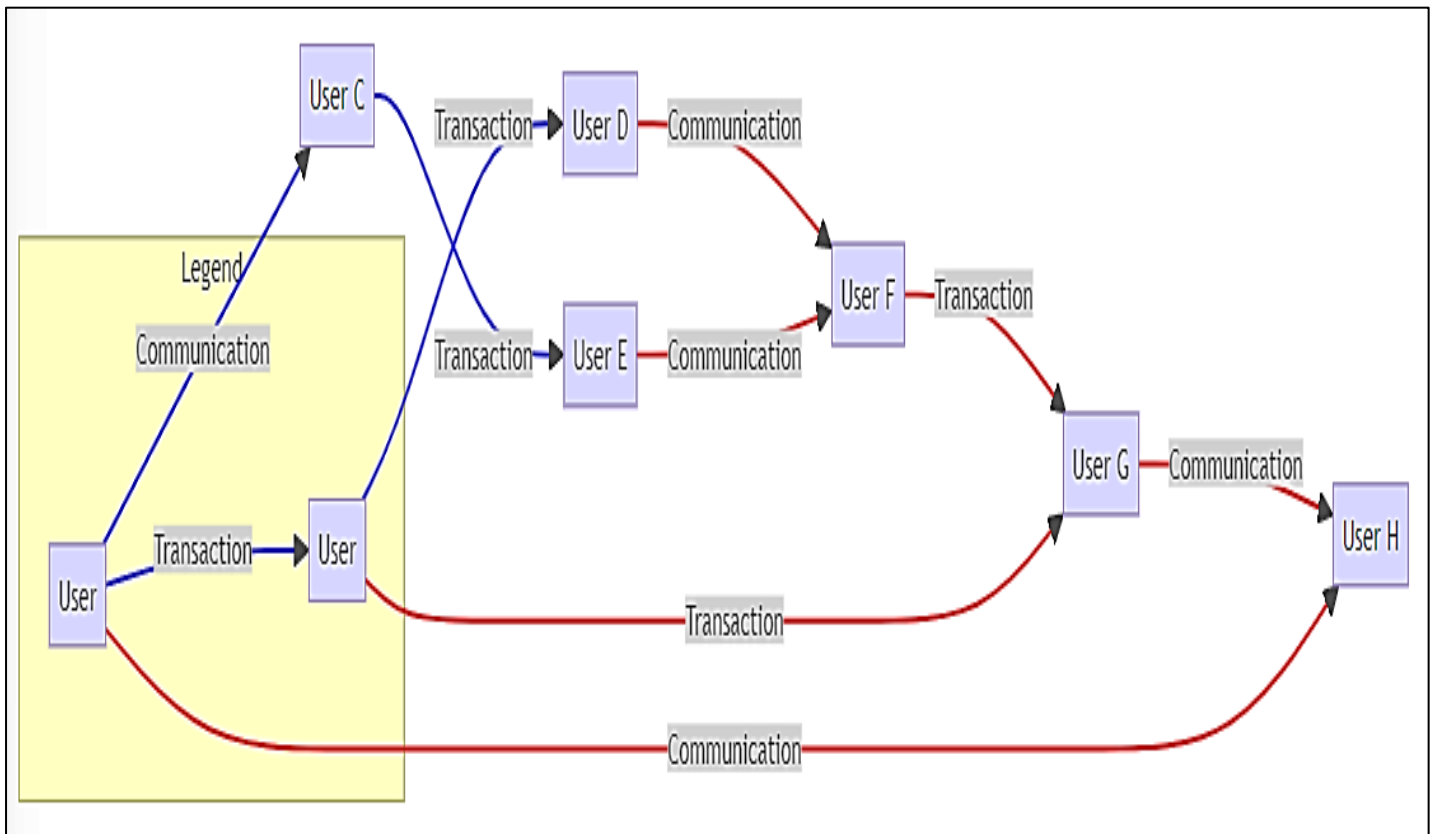 User C
Transaction
User D
Communication
Legend
Communication
Transaction
User E
Communication
User F
Transaction
User G
Communication
User H
User
Transaction
User
Transaction
Communication